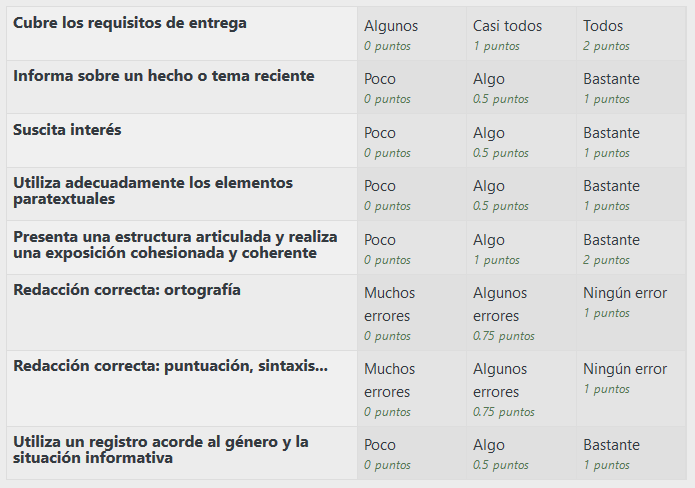 Cubre los requisitos de entrega
Algunos
0 puntos
Casi todos
1 puntos
Todos
2 puntos
Informa sobre un hecho o tema reciente
Poco
0 puntos
Algo
0.5 puntos
Bastante
1 puntos
Suscita interés
Poco
0 puntos
Algo
0.5 puntos
Bastante
1 puntos
Utiliza adecuadamente los elementos
paratextuales
Poco
0 puntos
Algo
0.5 puntos
Bastante
1 puntos
Presenta una estructura articulada y realiza
una exposición cohesionada y coherente
Poco
0 puntos
Algo
1 puntos
Bastante
2 puntos
Redacción correcta: ortografía
Muchos
errores
0 puntos
Algunos
errores
0.75 puntos
Ningún error
1 puntos
Redacción correcta: puntuación, sintaxis...
Muchos
errores
0 puntos
Algunos
errores
0.75 puntos
Ningún error
1 puntos
Utiliza un registro acorde al género y la
situación informativa
Poco
0 puntos
Algo
0.5 puntos
Bastante
1 puntos